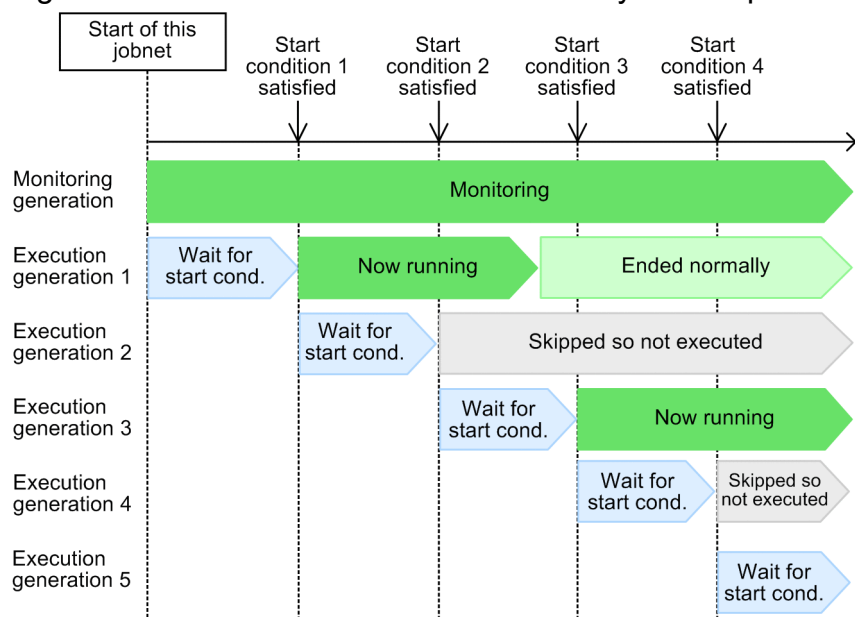 Start of this
jobnet
Start
condition 1
satisfied
Start
condition 2
satisfied
Start
condition 3
satisfied
Start
condition 4
satisfied
Monitoring
generation
Monitoring
Execution
generation 1
Wait for
start cond.
Now running
Ended normally
Execution
generation 2
Wait for
start cond.
Skipped so not executed
Execution
generation 3
Wait for
start cond.
Now running
Execution
generation 4
Wait for
start cond.
Skipped so
not executed
Execution
generation 5
Wait for
start cond.